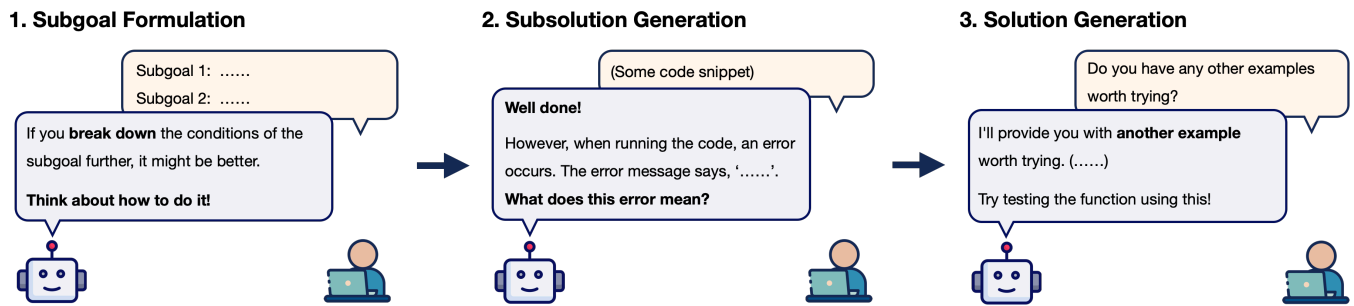 1. Subgoal Formulation
Subgoal 1: ......
Subgoal 2: ......
If you break down the conditions of the
subgoal further, it might be better.
Think about how to do it!
2. Subsolution Generation
(Some code snippet)
Well done!
However, when running the code, an error
occurs. The error message says, ‘......’.
What does this error mean?
3. Solution Generation
Do you have any other examples
worth trying?
I'll provide you with another example
worth trying. (......)
Try testing the function using this!